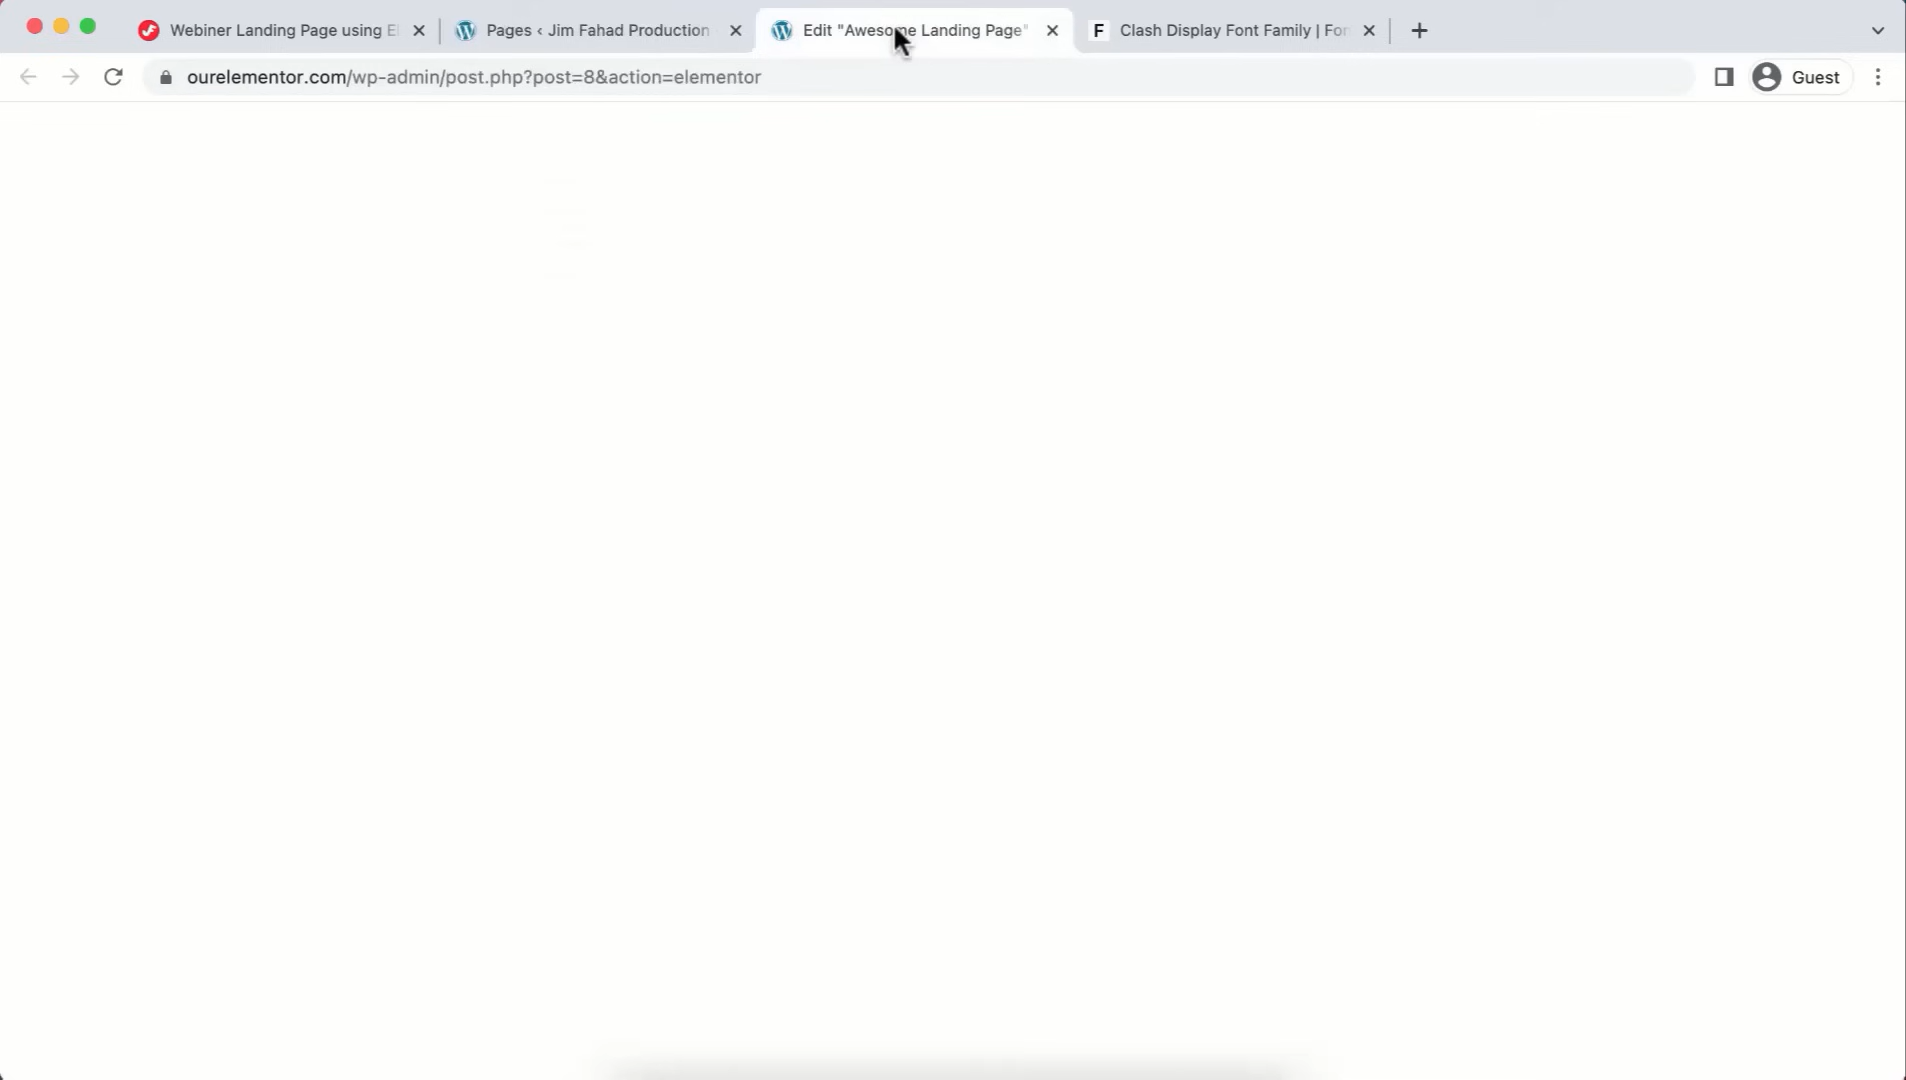 Webiner Landing Page using El
Pages ‹ Jim Fahad Production
Edit "Awesome Landing Page"
F Clash Display Font Family | Fon
ourelementor.com/wp-admin/post.php?post=8&action=elementor
Guest